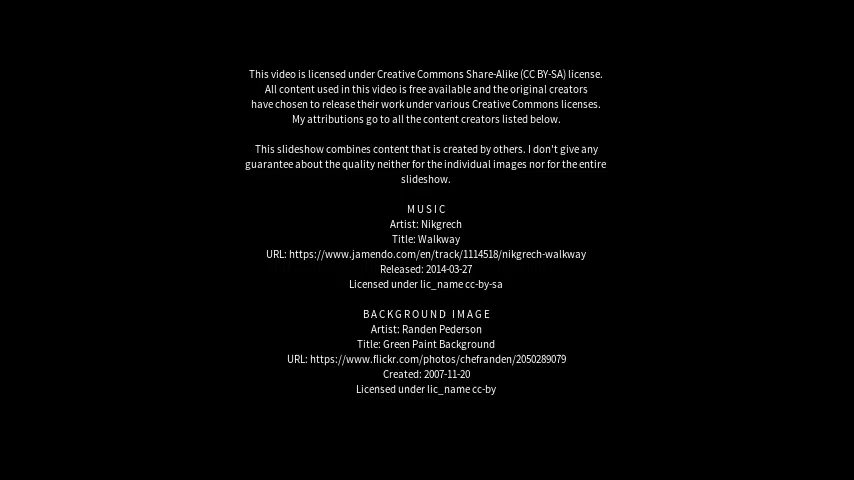 This video is licensed under Creative Commons Share-Alike (CC BY-SA) license.
All content used in this video is free available and the original creators
have chosen to release their work under various Creative Commons licenses.
My attributions go to all the content creators listed below.
This slideshow combines content that is created by others. I don't give any
guarantee about the quality neither for the individual images nor for the entire
slideshow.
MUSIC
Artist: Nikgrech
Title: Walkway
URL: https://www.jamendo.com/en/track/1114518/nikgrech-walkway
Released: 2014-03-27
Licensed under lic_name cc-by-sa
BACKGROUND IMAGE
Artist: Randen Pederson
Title: Green Paint Background
URL: https://www.flickr.com/photos/chefranden/2050289079
Created: 2007-11-20
Licensed under lic_name cc-by